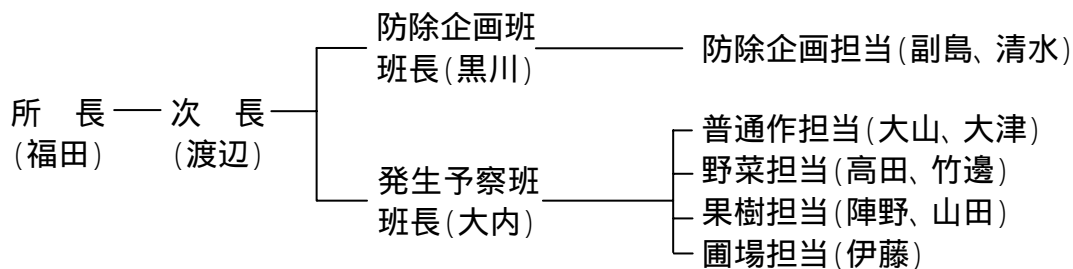 防除企画班
班長(黒川)
防除企画担当(副島、清水)
所　長
(福田)
次　長
(渡辺)
発生予察班
班長(大内)
普通作担当(大山、大津)
野菜担当(高田、竹邊)
果樹担当(陣野、山田)
圃場担当(伊藤)